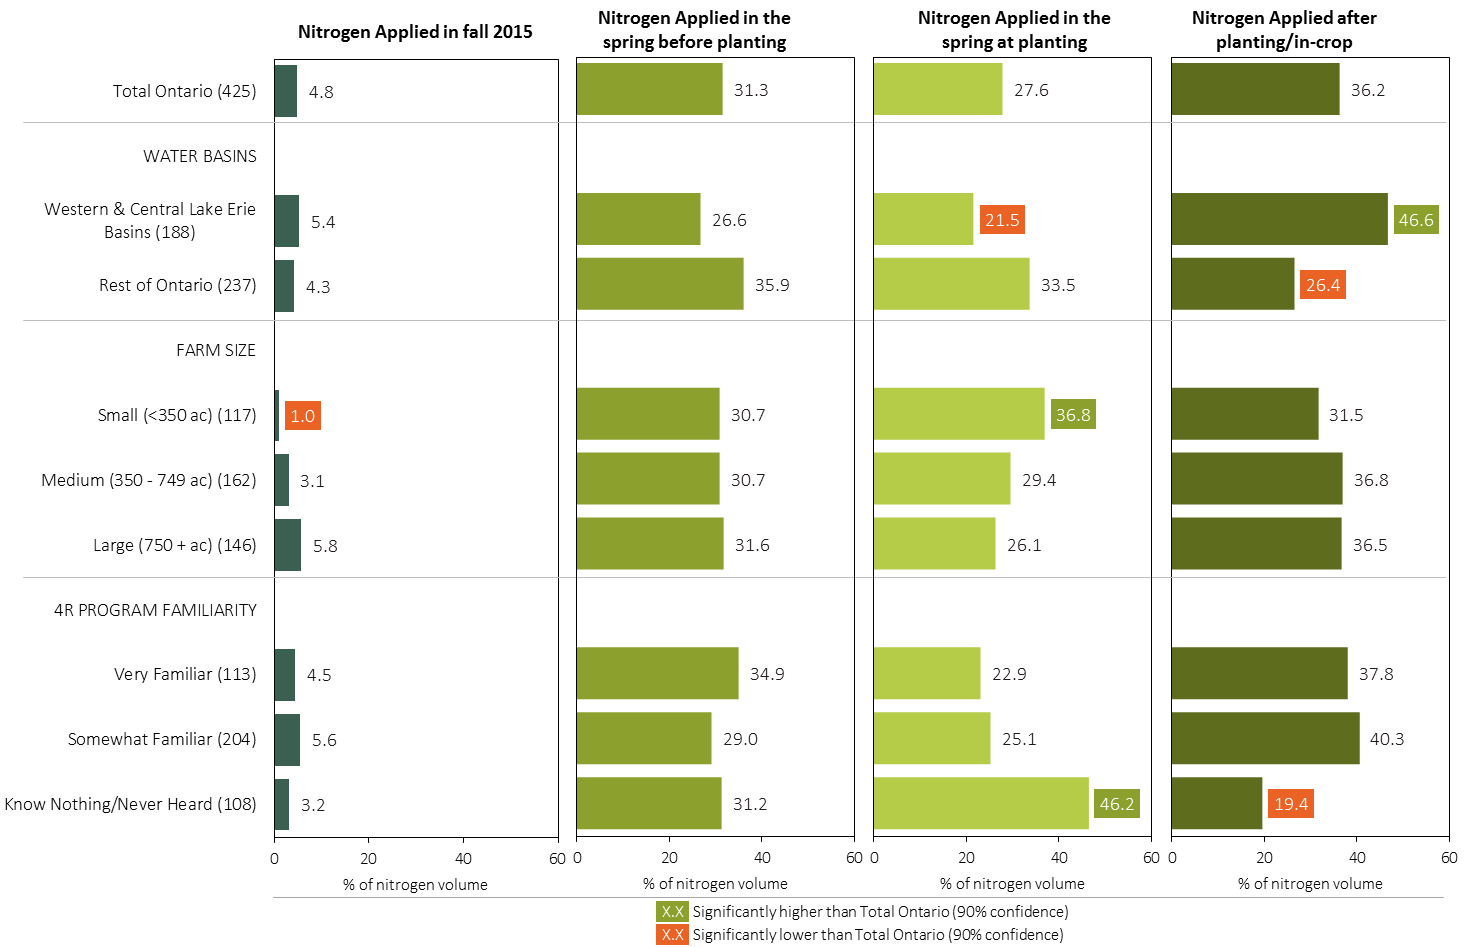 Nitrogen Applied in fall 2015
Nitrogen Applied in the
spring before planting
Nitrogen Applied in the
spring at planting
Nitrogen Applied after
planting/in-crop
Total Ontario (425) 4.8 31.3 27.6 36.2
WATER BASINS
Western & Central Lake Erie
Basins (188) 5.4 26.6 21.5 46.6
Rest of Ontario (237) 4.3 35.9 33.5 26.4
FARM SIZE
Small (<350 ac) (117) 1.0 30.7 36.8 31.5
Medium (350 - 749 ac) (162) 3.1 30.7 29.4 36.8
Large (750 + ac) (146) 5.8 31.6 26.1 36.5
4R PROGRAM FAMILIARITY
Very Familiar (113) 4.5 34.9 22.9 37.8
Somewhat Familiar (204) 5.6 29.0 25.1 40.3
Know Nothing/Never Heard (108) 3.2 31.2 46.2 19.4
0 20 40 60 0 20 40 60 0 20 40 60 0 20 40 60
% of nitrogen volume % of nitrogen volume % of nitrogen volume % of nitrogen volume
X.X Significantly higher than Total Ontario (90% confidence)
X.X Significantly lower than Total Ontario (90% confidence)